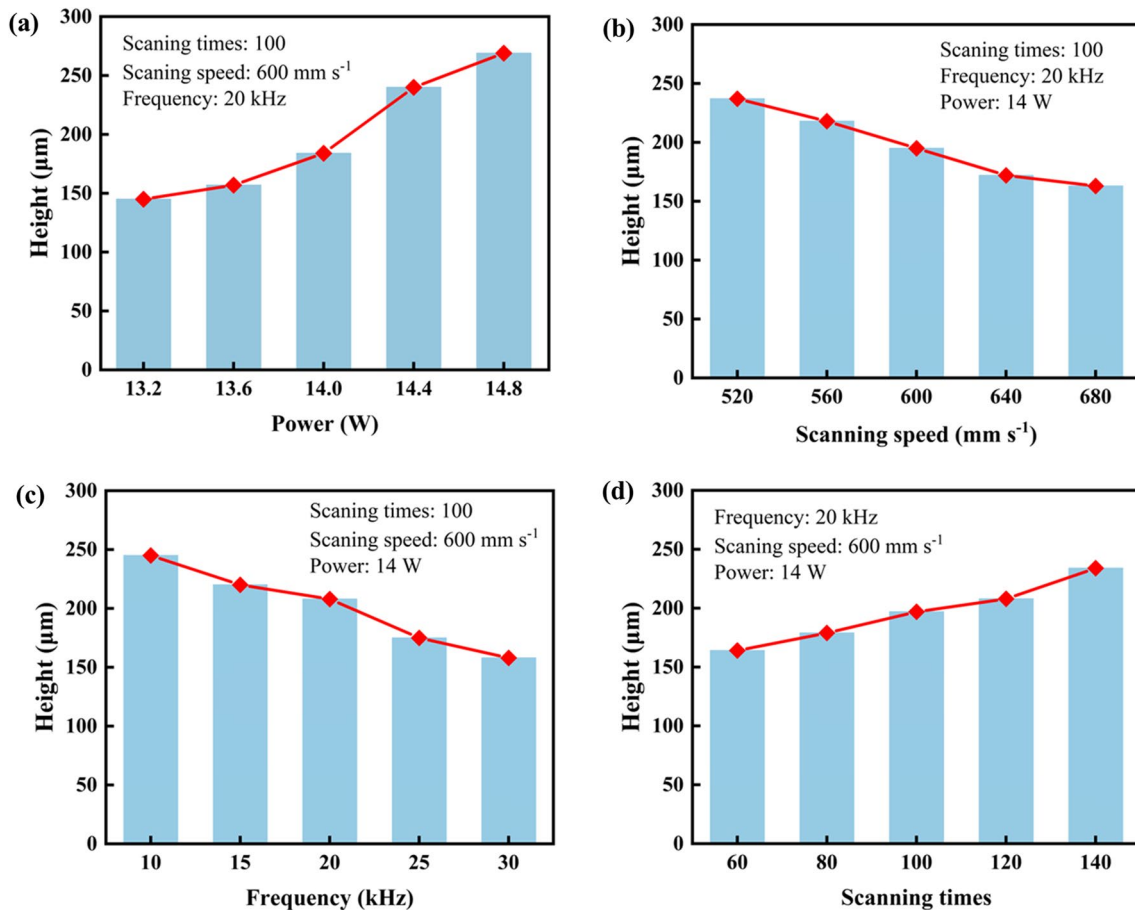 (a)
Scaning times: 100
Scaning speed: 600 mm s⁻¹
Frequency: 20 kHz
Height (μm)
300
250
200
150
100
50
0
13.2 13.6 14.0 14.4 14.8
Power (W)
(b)
Scaning times: 100
Frequency: 20 kHz
Power: 14 W
Height (μm)
300
250
200
150
100
50
0
520 560 600 640 680
Scanning speed (mm s⁻¹)
(c)
Scaning times: 100
Scaning speed: 600 mm s⁻¹
Power: 14 W
Height (μm)
300
250
200
150
100
50
0
10 15 20 25 30
Frequency (kHz)
(d)
Frequency: 20 kHz
Scaning speed: 600 mm s⁻¹
Power: 14 W
Height (μm)
300
250
200
150
100
50
0
60 80 100 120 140
Scanning times